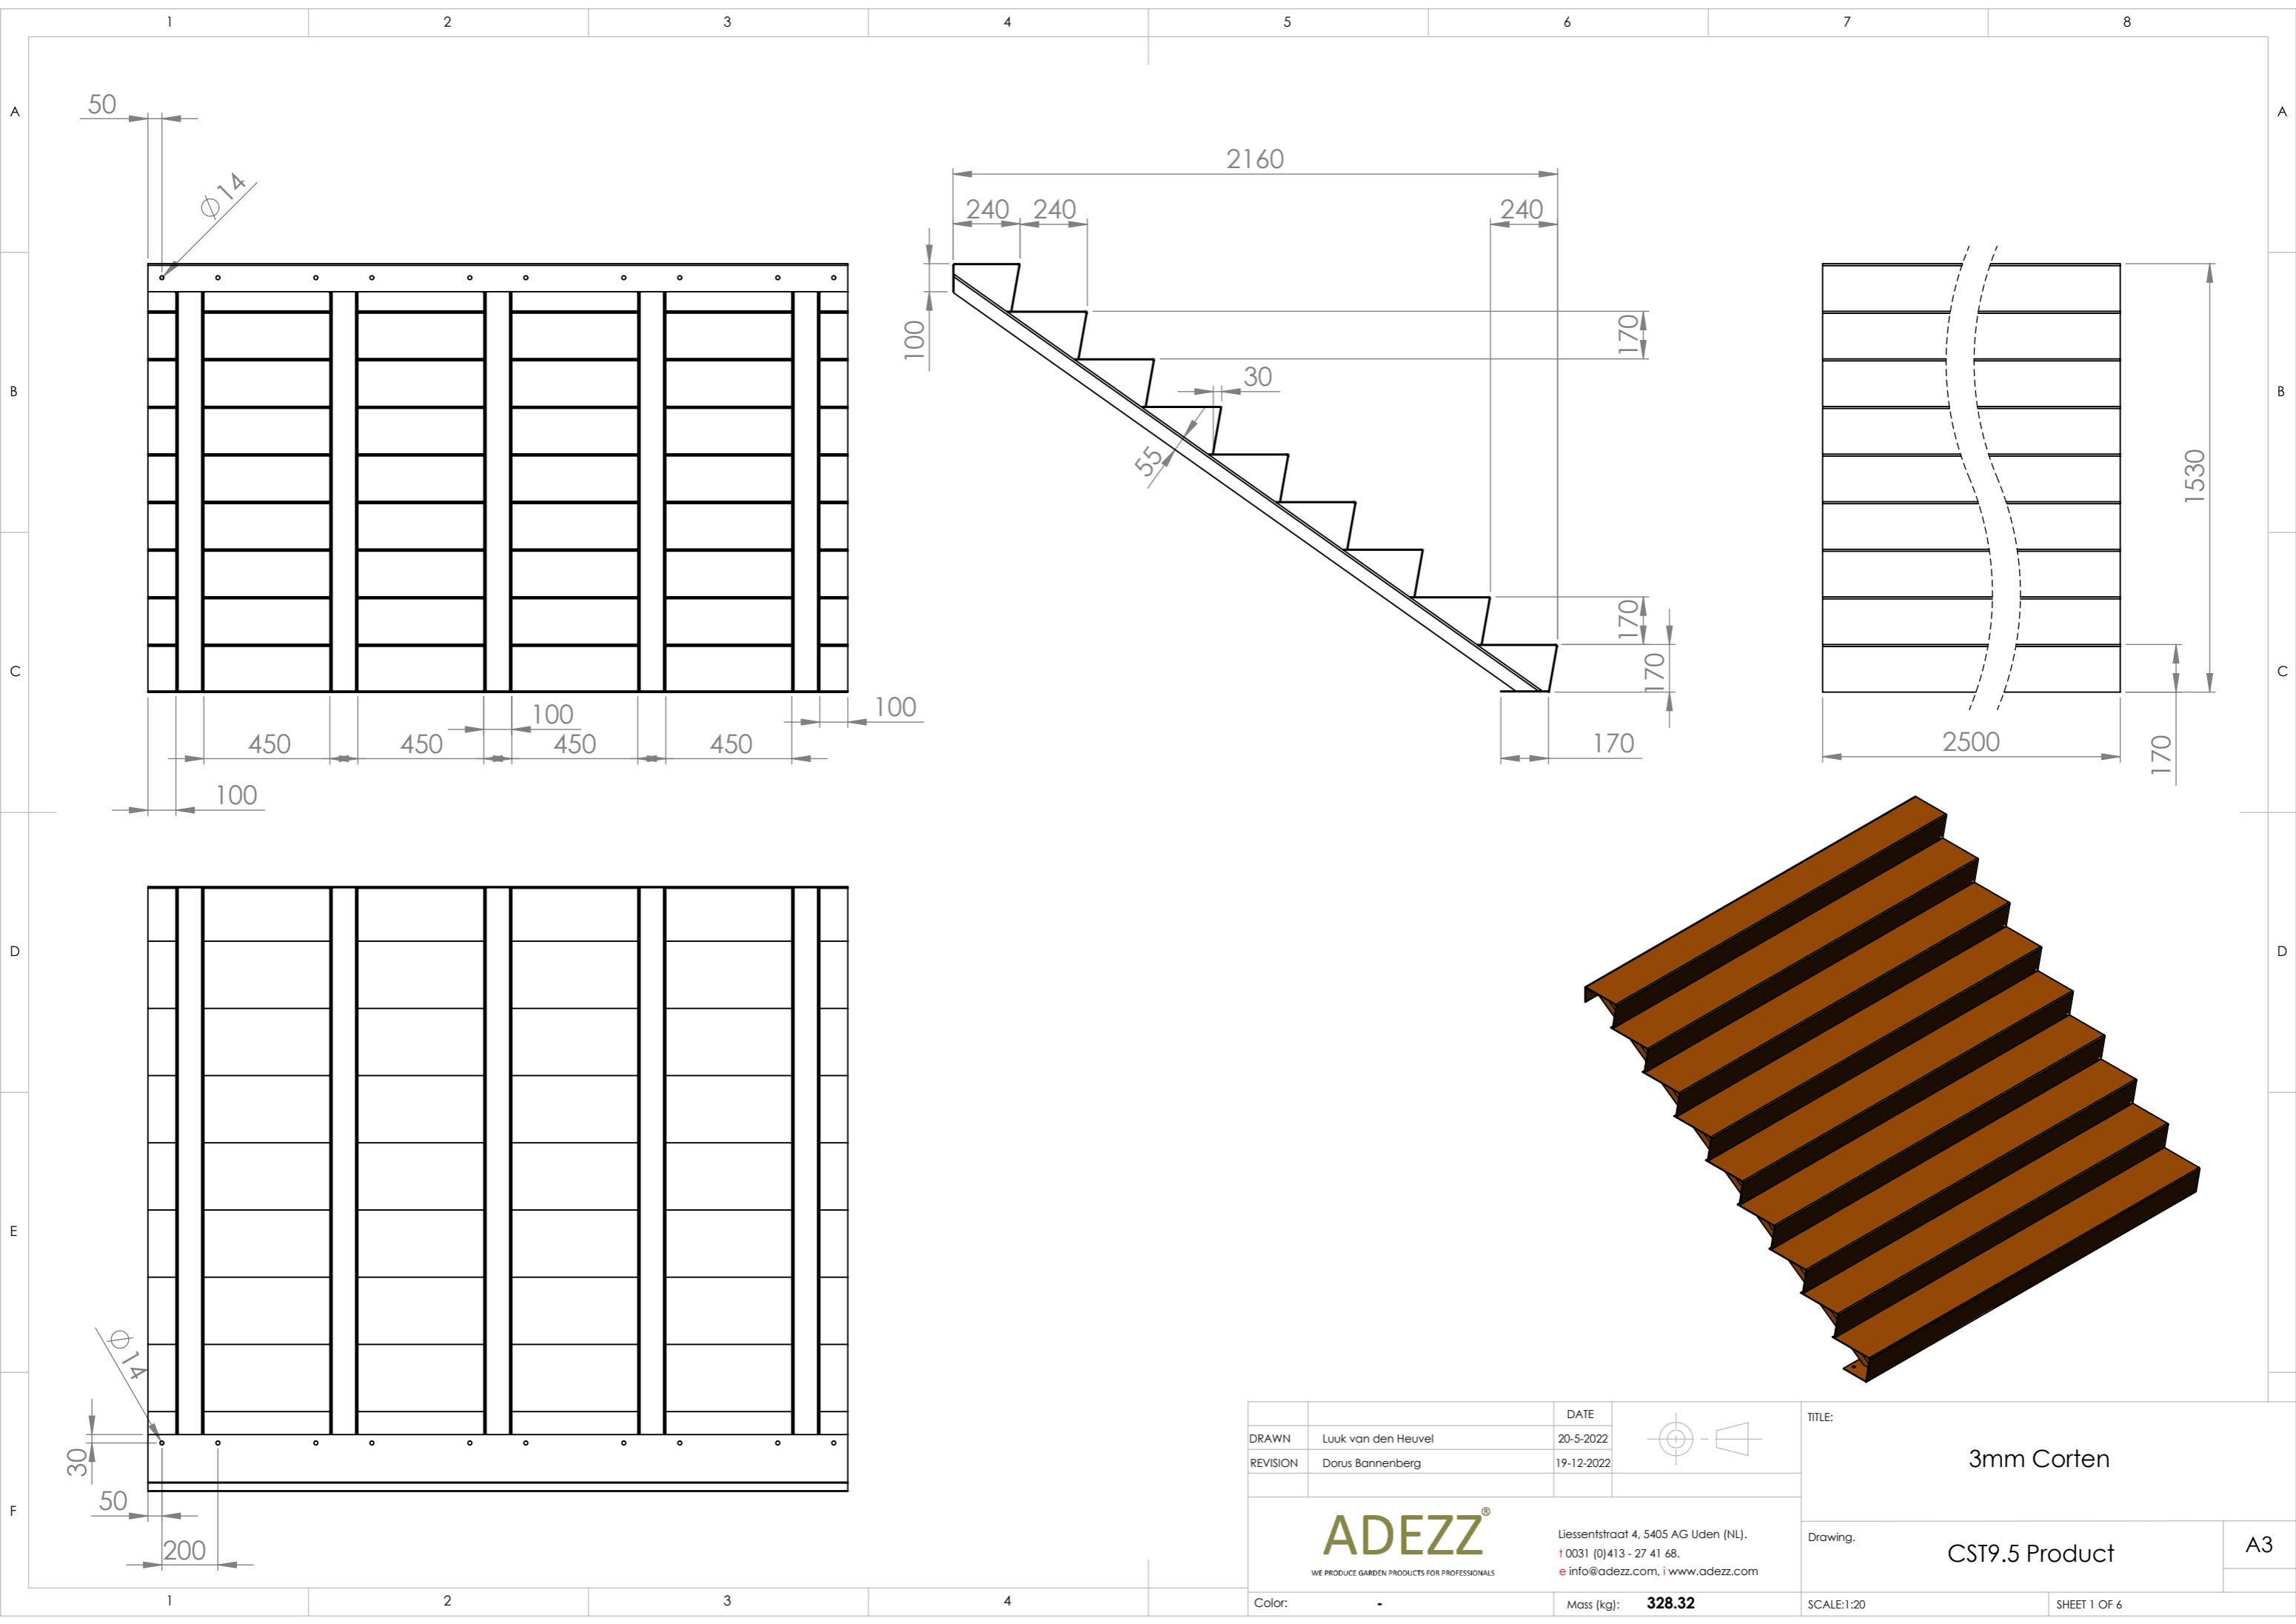 1 2 3 4 5 6 7 8
A A
50
⌀14
2160
240 240 240
100
170
B B
30
55
1530
170
170
C C
100 100
450 450 450 450
170
2500
170
100
D D
E
⌀14
30
50
200
F
DATE
DRAWN Luuk van den Heuvel 20-5-2022
REVISION Dorus Bannenberg 19-12-2022
TITLE:
3mm Corten
ADEZZ®
WE PRODUCE GARDEN PRODUCTS FOR PROFESSIONALS
Liessentstraat 4, 5405 AG Uden (NL).
t 0031 (0)413 - 27 41 68.
e info@adezz.com, i www.adezz.com
Drawing.
CST9.5 Product
A3
Color: -
Mass (kg): 328.32
SCALE:1:20
SHEET 1 OF 6
1 2 3 4